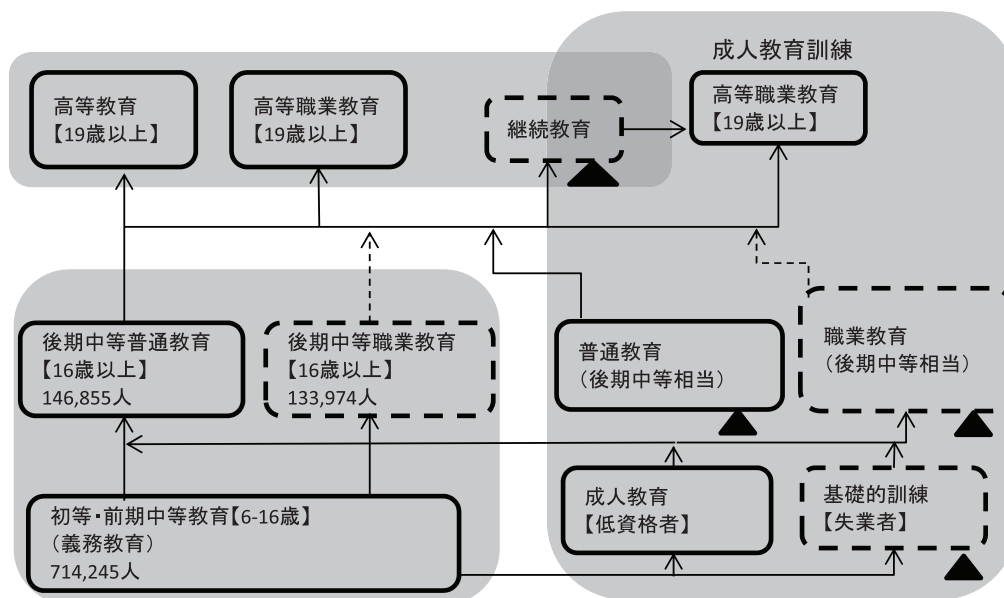 成人教育訓練
高等教育
【19歳以上】
高等職業教育
【19歳以上】
継続教育
高等職業教育
【19歳以上】
後期中等普通教育
【16歳以上】
146,855人
後期中等職業教育
【16歳以上】
133,974人
普通教育
（後期中等相当）
職業教育
（後期中等相当）
初等・前期中等教育【6-16歳】
（義務教育）
714,245人
成人教育
【低資格者】
基礎的訓練
【失業者】